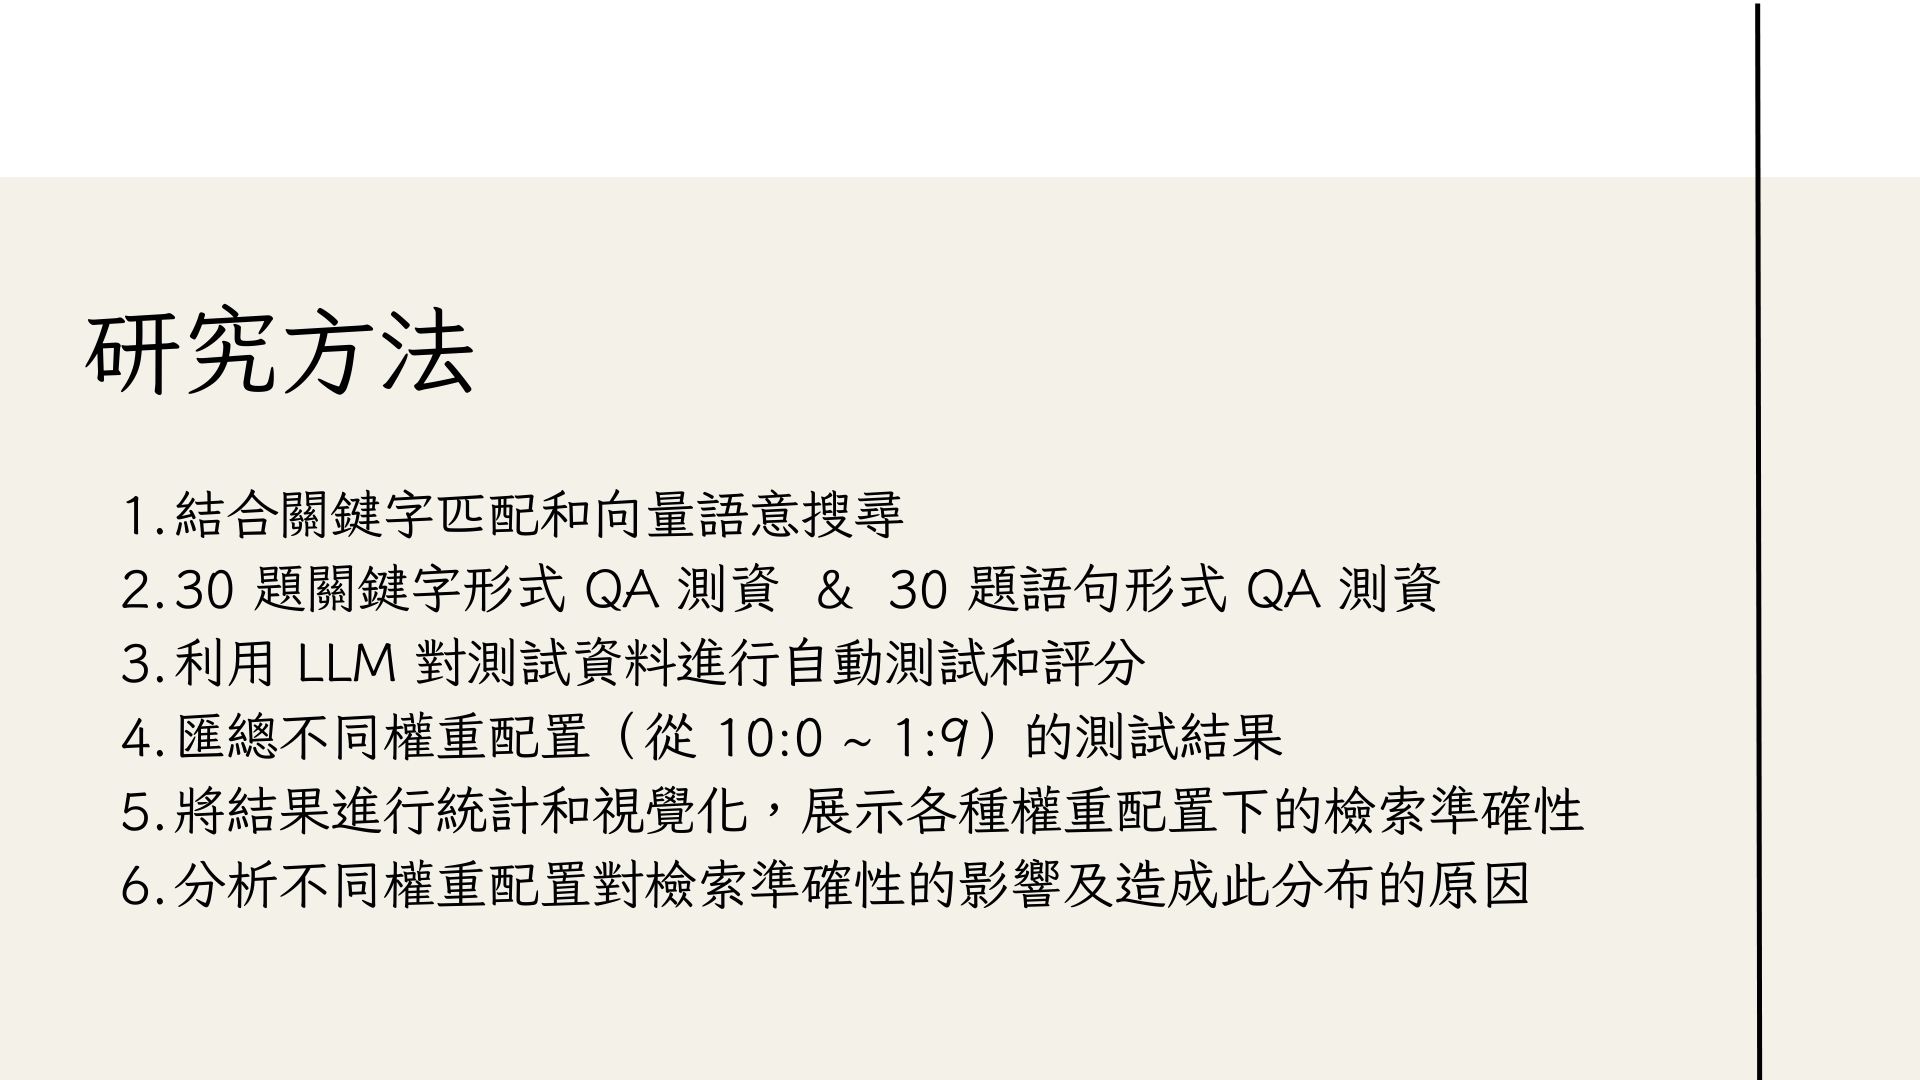 研究方法
1. 結合關鍵字匹配和向量語意搜尋
2. 30 題關鍵字形式 QA 測資 & 30 題語句形式 QA 測資
3. 利用 LLM 對測試資料進行自動測試和評分
4. 匯總不同權重配置（從 10:0 ~ 1:9）的測試結果
5. 將結果進行統計和視覺化，展示各種權重配置下的檢索準確性
6. 分析不同權重配置對檢索準確性的影響及造成此分布的原因